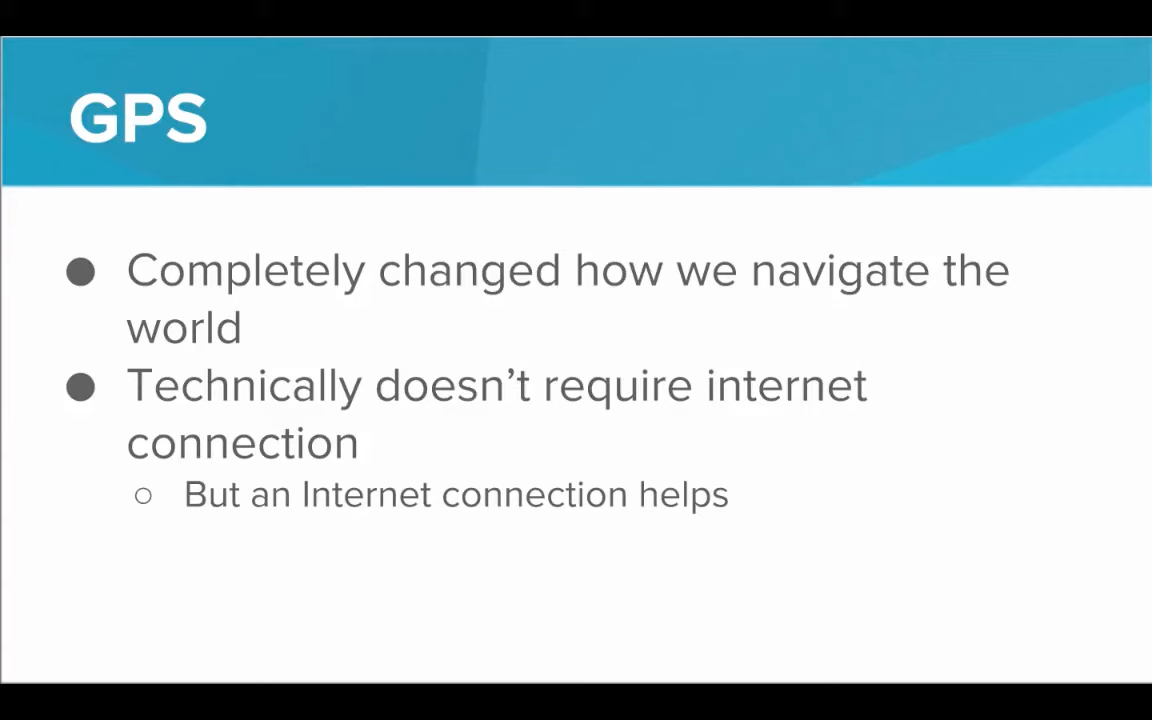 GPS
● Completely changed how we navigate the
world
● Technically doesn’t require internet
connection
○ But an Internet connection helps